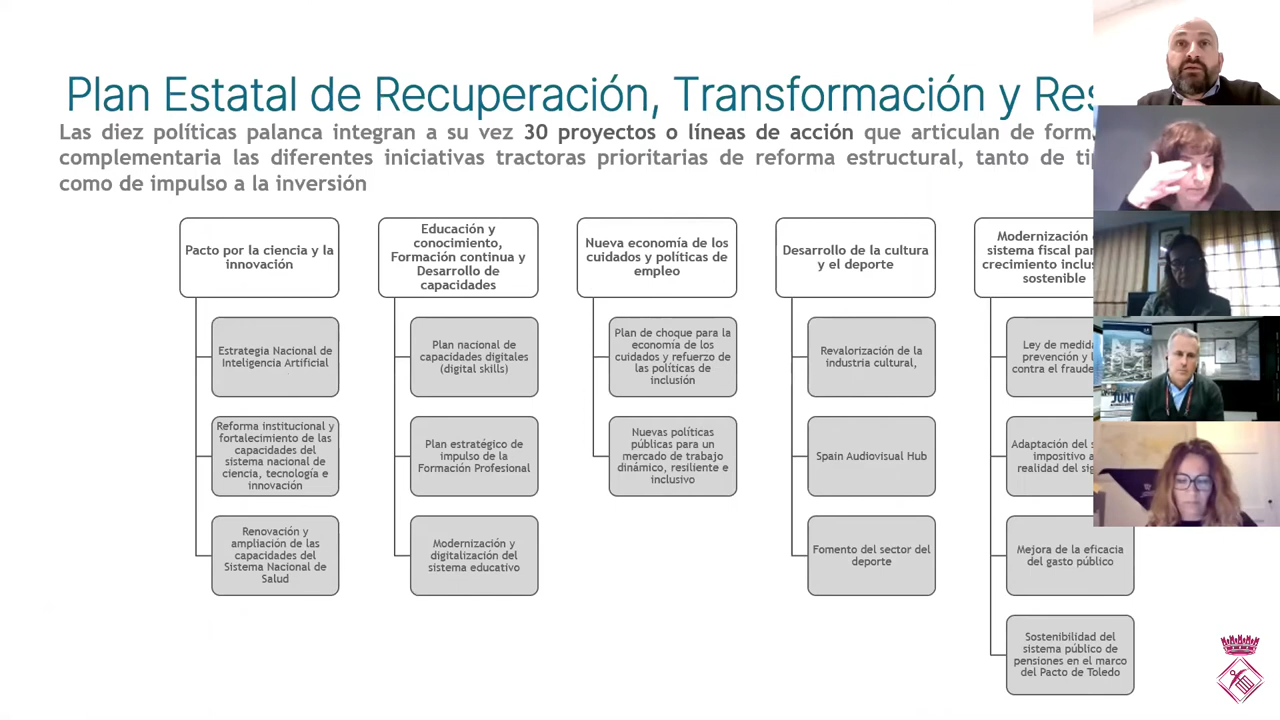 Plan Estatal de Recuperación, Transformación y Res
Las diez políticas palanca integran a su vez 30 proyectos o líneas de acción que articulan de form
complementaria las diferentes iniciativas tractoras prioritarias de reforma estructural, tanto de tip
como de impulso a la inversión
Pacto por la ciencia y la
innovación
Estrategia Nacional de
Inteligencia Artificial
Reforma institucional y
fortalecimiento de las
capacidades del
sistema nacional de
ciencia, tecnología e
innovación
Renovación y
ampliación de las
capacidades del
Sistema Nacional de
Salud
Educación y
conocimiento,
Formación continua y
Desarrollo de
capacidades
Plan nacional de
capacidades digitales
(digital skills)
Plan estratégico de
impulso de la
Formación Profesional
Modernización y
digitalización del
sistema educativo
Nueva economía de los
cuidados y políticas de
empleo
Plan de choque para la
economía de los
cuidados y refuerzo de
las políticas de
inclusión
Nuevas políticas
públicas para un
mercado de trabajo
dinámico, resiliente e
inclusivo
Desarrollo de la cultura
y el deporte
Revalorización de la
industria cultural,
Spain Audiovisual Hub
Fomento del sector del
deporte
Modernización
sistema fiscal par
crecimiento inclus
sostenible
Ley de medid
prevención y l
contra el fraude
Adaptación del s
impositivo a
realidad del sig
Mejora de la eficacia
del gasto público
Sostenibilidad del
sistema público de
pensiones en el marco
del Pacto de Toledo